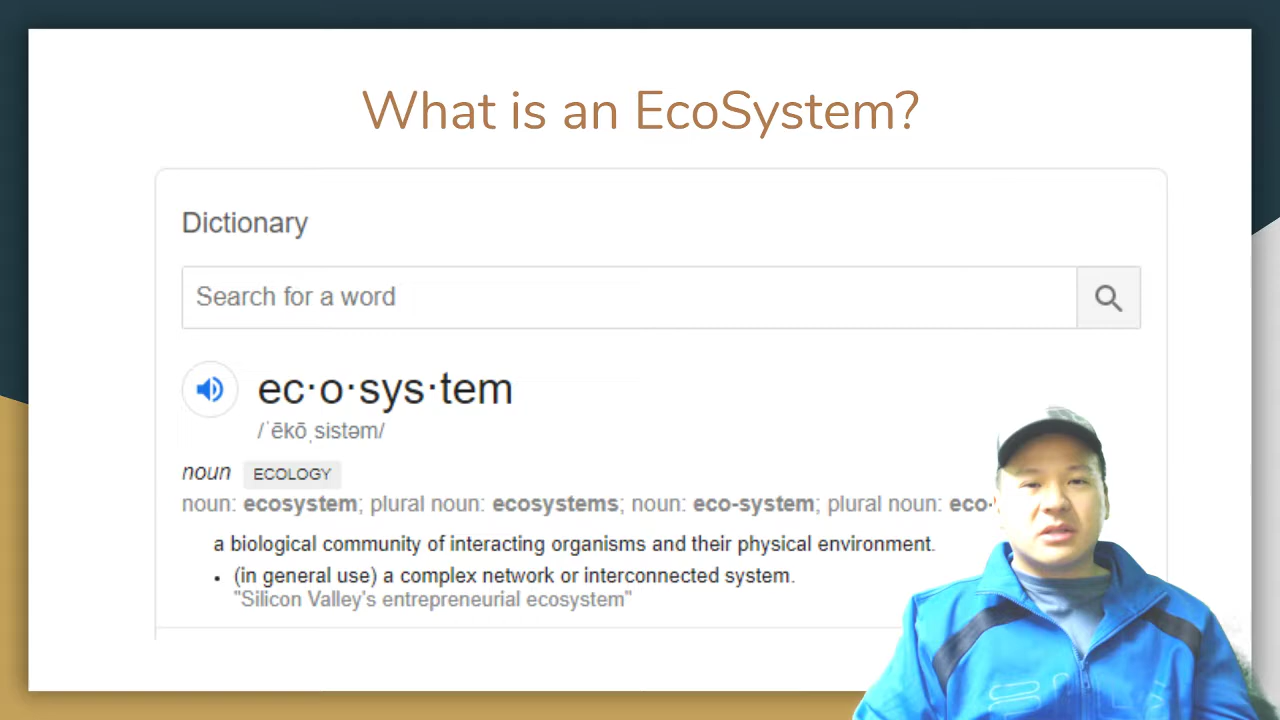 What is an EcoSystem?
Dictionary
Search for a word
ec·o·sys·tem
/ˈēkōˌsistəm/
noun ECOLOGY
noun: ecosystem; plural noun: ecosystems; noun: eco-system; plural noun: eco-
a biological community of interacting organisms and their physical environment.
• (in general use) a complex network or interconnected system.
"Silicon Valley's entrepreneurial ecosystem"